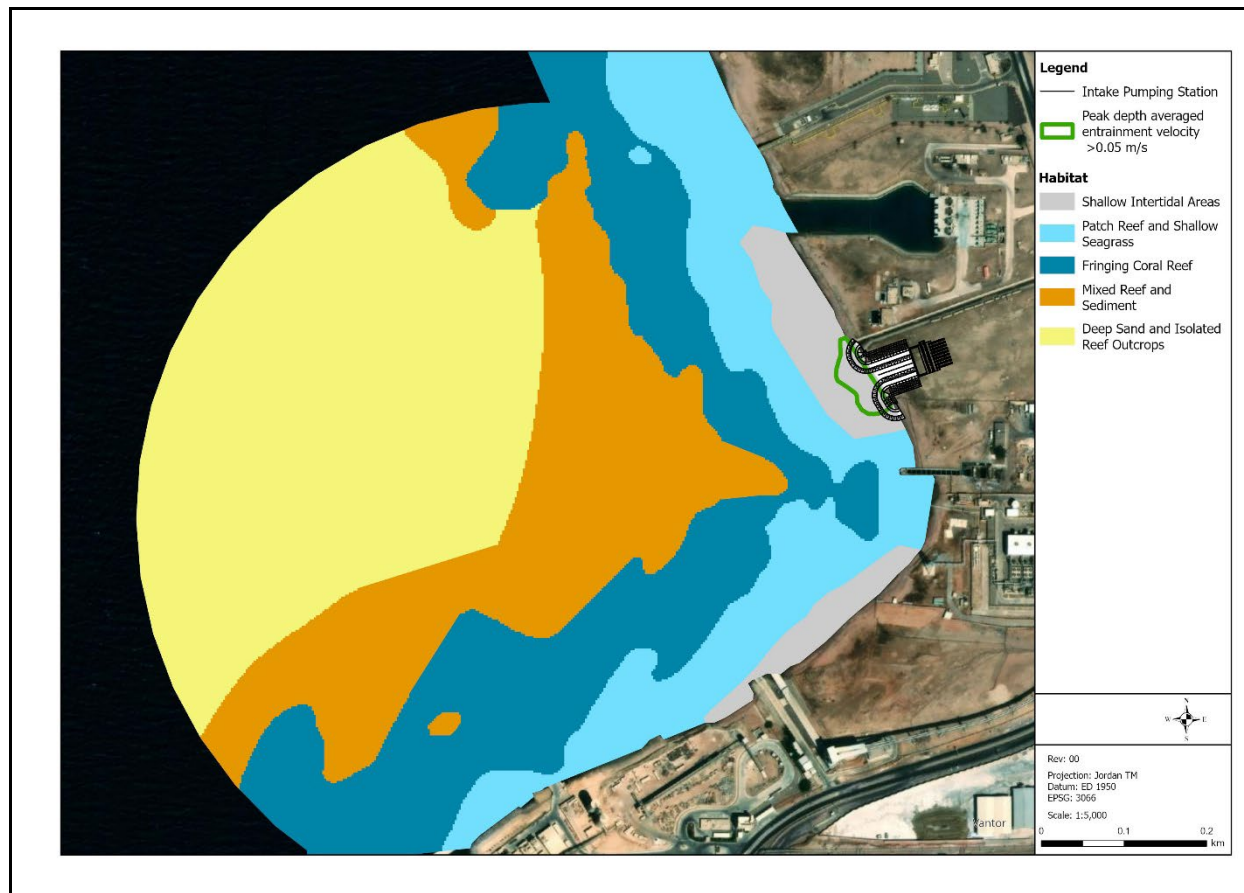 Legend
Intake Pumping Station
Peak depth averaged
entrainment velocity
>0.05 m/s
Habitat
Shallow Intertidal Areas
Patch Reef and Shallow
Seagrass
Fringing Coral Reef
Mixed Reef and
Sediment
Deep Sand and Isolated
Reef Outcrops
N
W E
S
Rev: 00
Projection: Jordan TM
Datum: ED 1950
EPSG: 3066
Scale: 1:5,000
0 0.1 0.2
km
Vantor